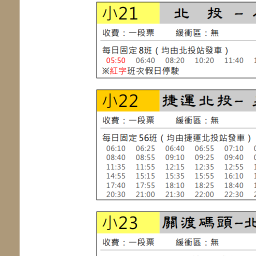 小21 北 投-
收費：一段票 緩衝區：無
每日固定8班（均由北投站發車）
05:50 06:40 08:20 10:20 11:40
※紅字班次假日停駛
小22 捷運北投-
收費：一段票 緩衝區：無
每日固定56班（均由捷運北投發車）
06:10 06:25 06:40 06:55 07:10
08:40 08:55 09:10 09:25 09:40
11:35 11:55 12:15 12:35 12:55
14:55 15:15 15:35 15:55 16:10
17:40 17:55 18:10 18:25 18:40
20:30 21:00 21:30 22:00 22:30
小23 關渡碼頭-北
收費：一段票 緩衝區：無